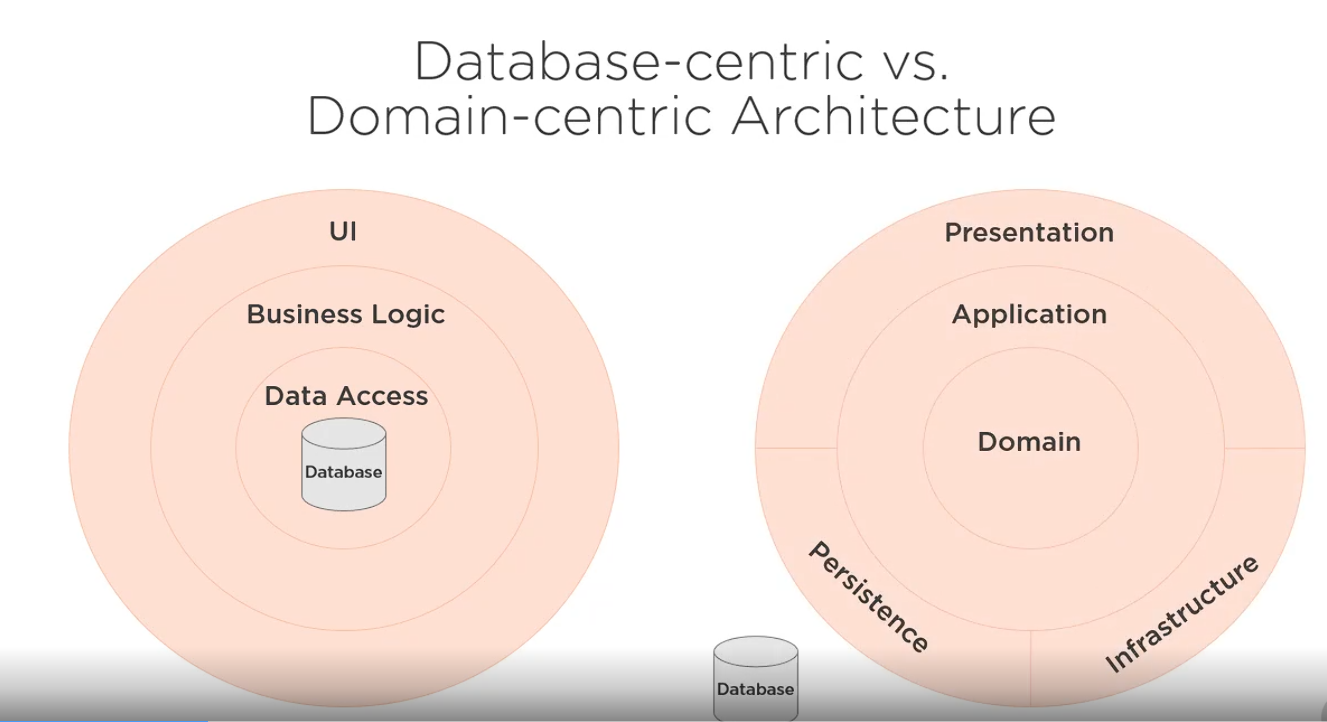 Database-centric vs.
Domain-centric Architecture
UI
Business Logic
Data Access
Database
Presentation
Application
Domain
Persistence
Infrastructure
Database